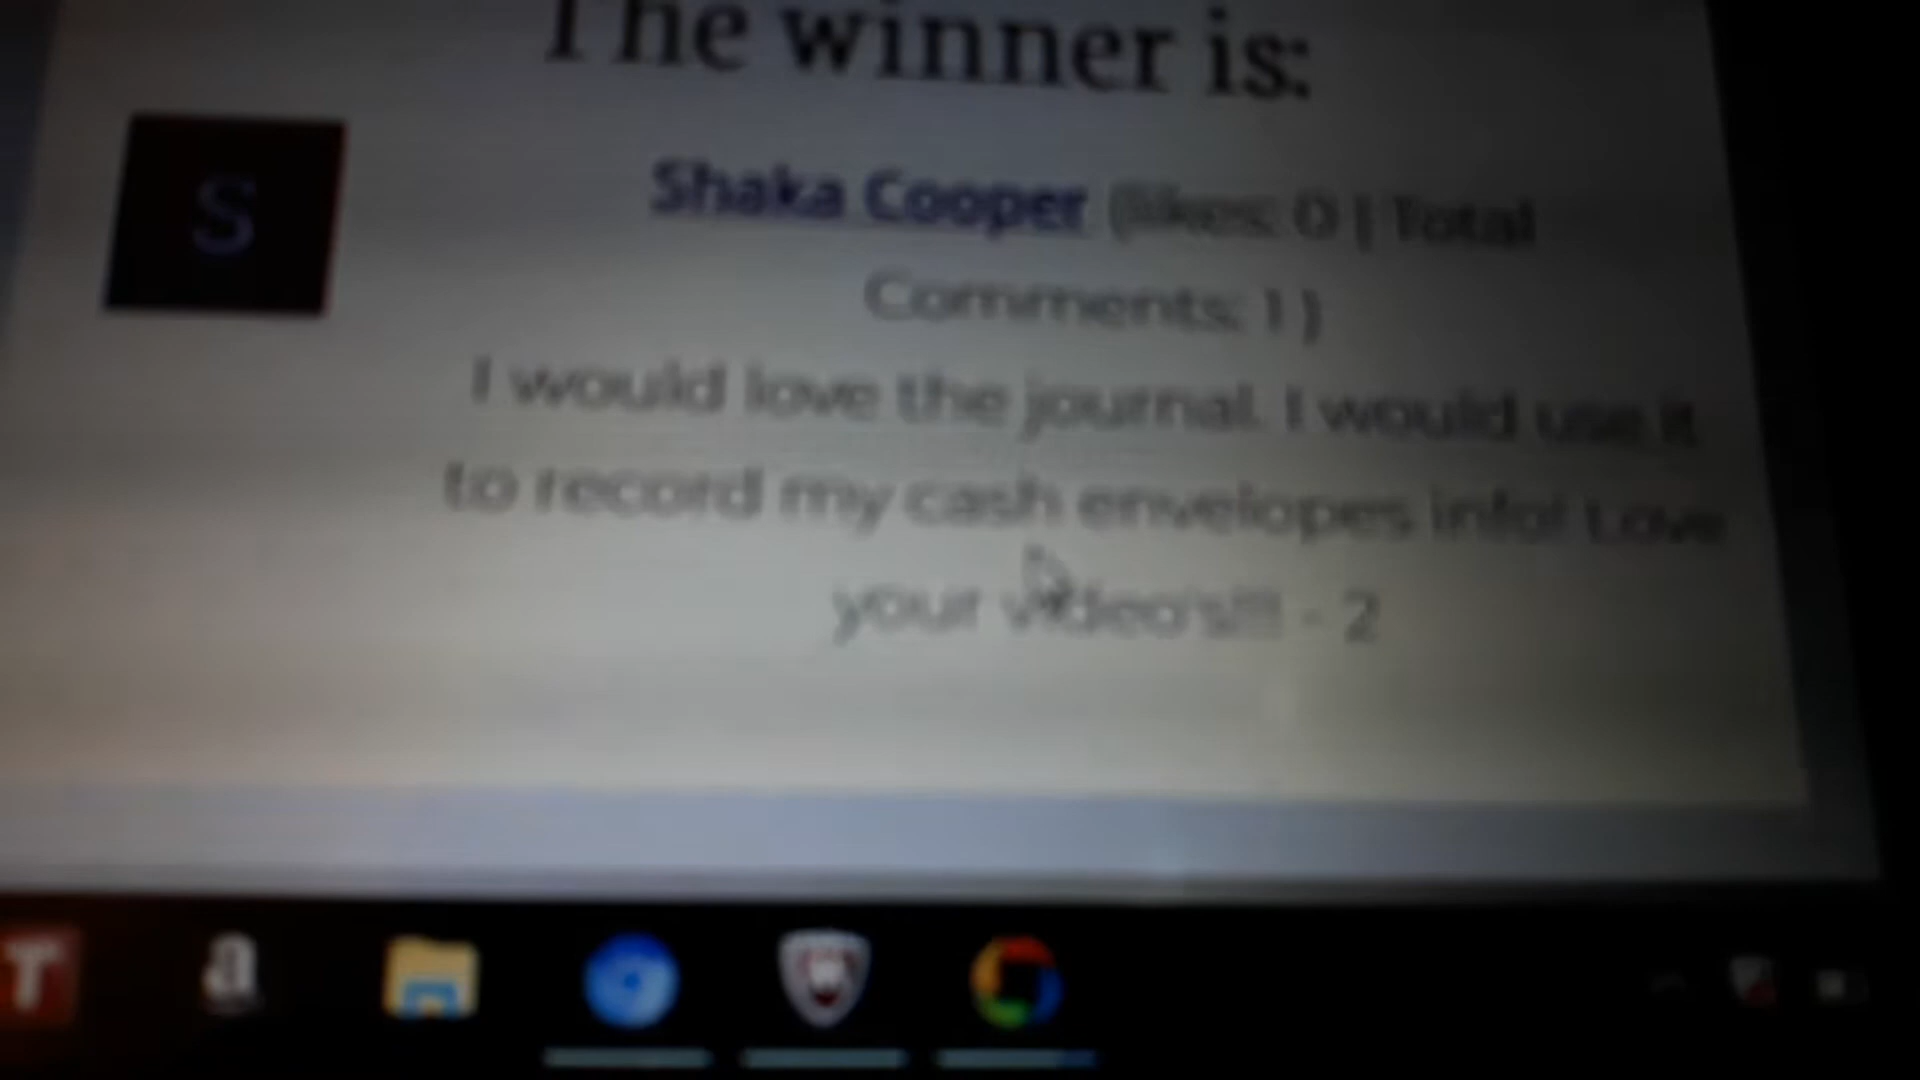 The winner is:
S
Shaka Cooper (likes: 0 | Total
Comments: 1 )
I would love the journal. I would use it
to record my cash envelopes info! Love
your video's!!! - 2
T
a